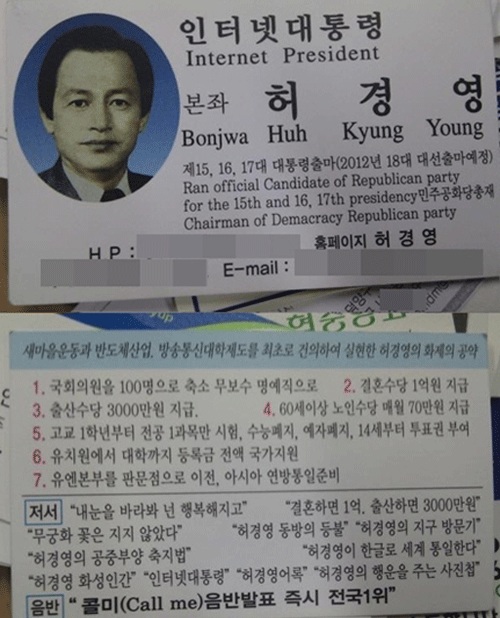 인터넷대통령
Internet President
본좌 허 경 영
Bonjwa Huh Kyung Young
제15, 16, 17대 대통령출마(2012년 18대 대선출마예정)
Ran official Candidate of Republican party
for the 15th and 16, 17th presidency민주공화당총재
Chairman of Demacracy Republican party
HP :
홈페이지 허 경 영
E-mail :
새마을운동과 반도체산업, 방송통신대학제도를 최초로 건의하여 실현한 허경영의 화제의 공약
1. 국회의원을 100명으로 축소 무보수 명예직으로 2. 결혼수당 1억원 지급
3. 출산수당 3000만원 지급. 4. 60세이상 노인수당 매월 70만원 지급
5. 고교 1학년부터 전공 1과목만 시험, 수능폐지, 예자폐지, 14세부터 투표권 부여
6. 유치원에서 대학까지 등록금 전액 국가지원
7. 유엔본부를 판문점으로 이전, 아시아 연방통일준비
저서 "내눈을 바라봐 넌 행복해지고" "결혼하면 1억. 출산하면 3000만원"
"무궁화 꽃은 지지 않았다" "허경영 동방의 등불" "허경영의 지구 방문기"
"허경영의 공중부양 축지법" "허경영이 한글로 세계 통일한다"
"허경영 화성인간" "인터넷대통령" "허경영어록" "허경영의 행운을 주는 사진첩"
음반 " 콜미(Call me)음반발표 즉시 전국1위"